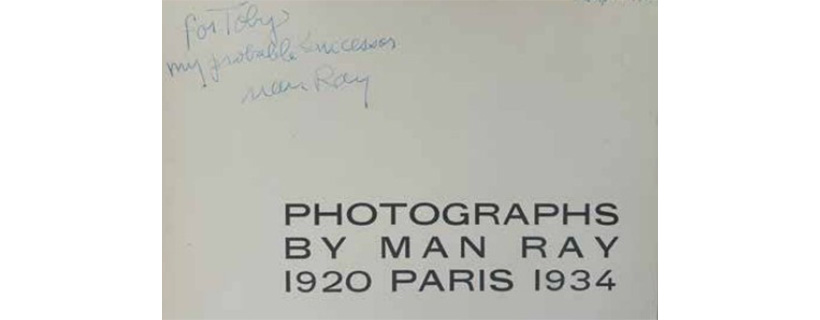 for Toby
my probable successor
Man Ray
PHOTOGRAPHS
BY MAN RAY
1920 PARIS 1934